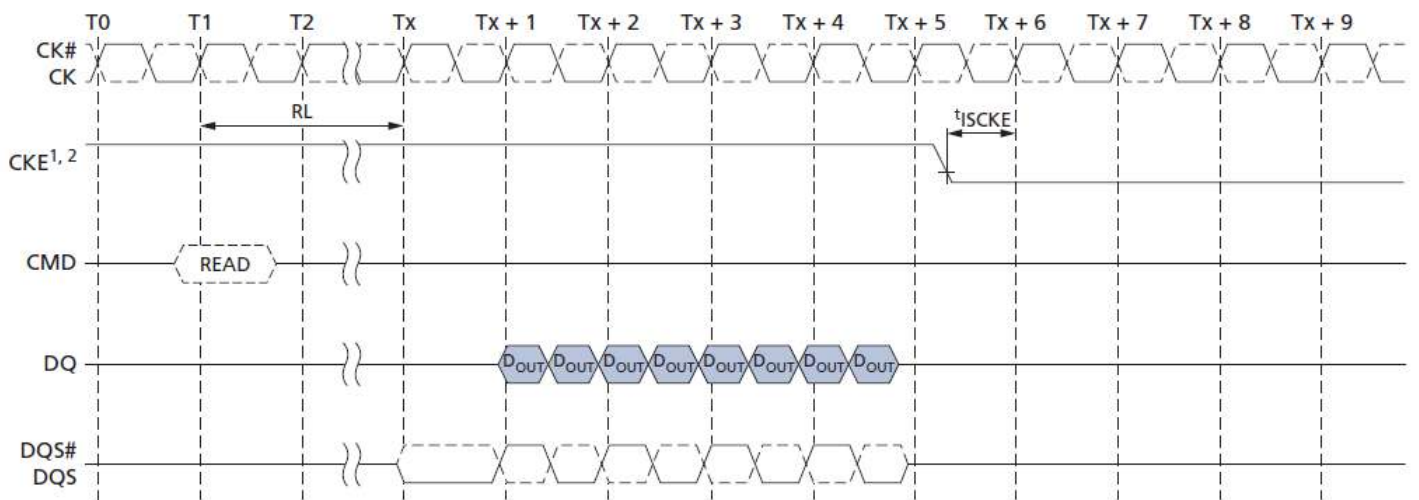 T0 T1 T2 Tx Tx + 1 Tx + 2 Tx + 3 Tx + 4 Tx + 5 Tx + 6 Tx + 7 Tx + 8 Tx + 9
CK#
CK
RL
tISCKE
CKE1, 2
CMD READ
DQ DOUT DOUT DOUT DOUT DOUT DOUT DOUT DOUT
DQS#
DQS